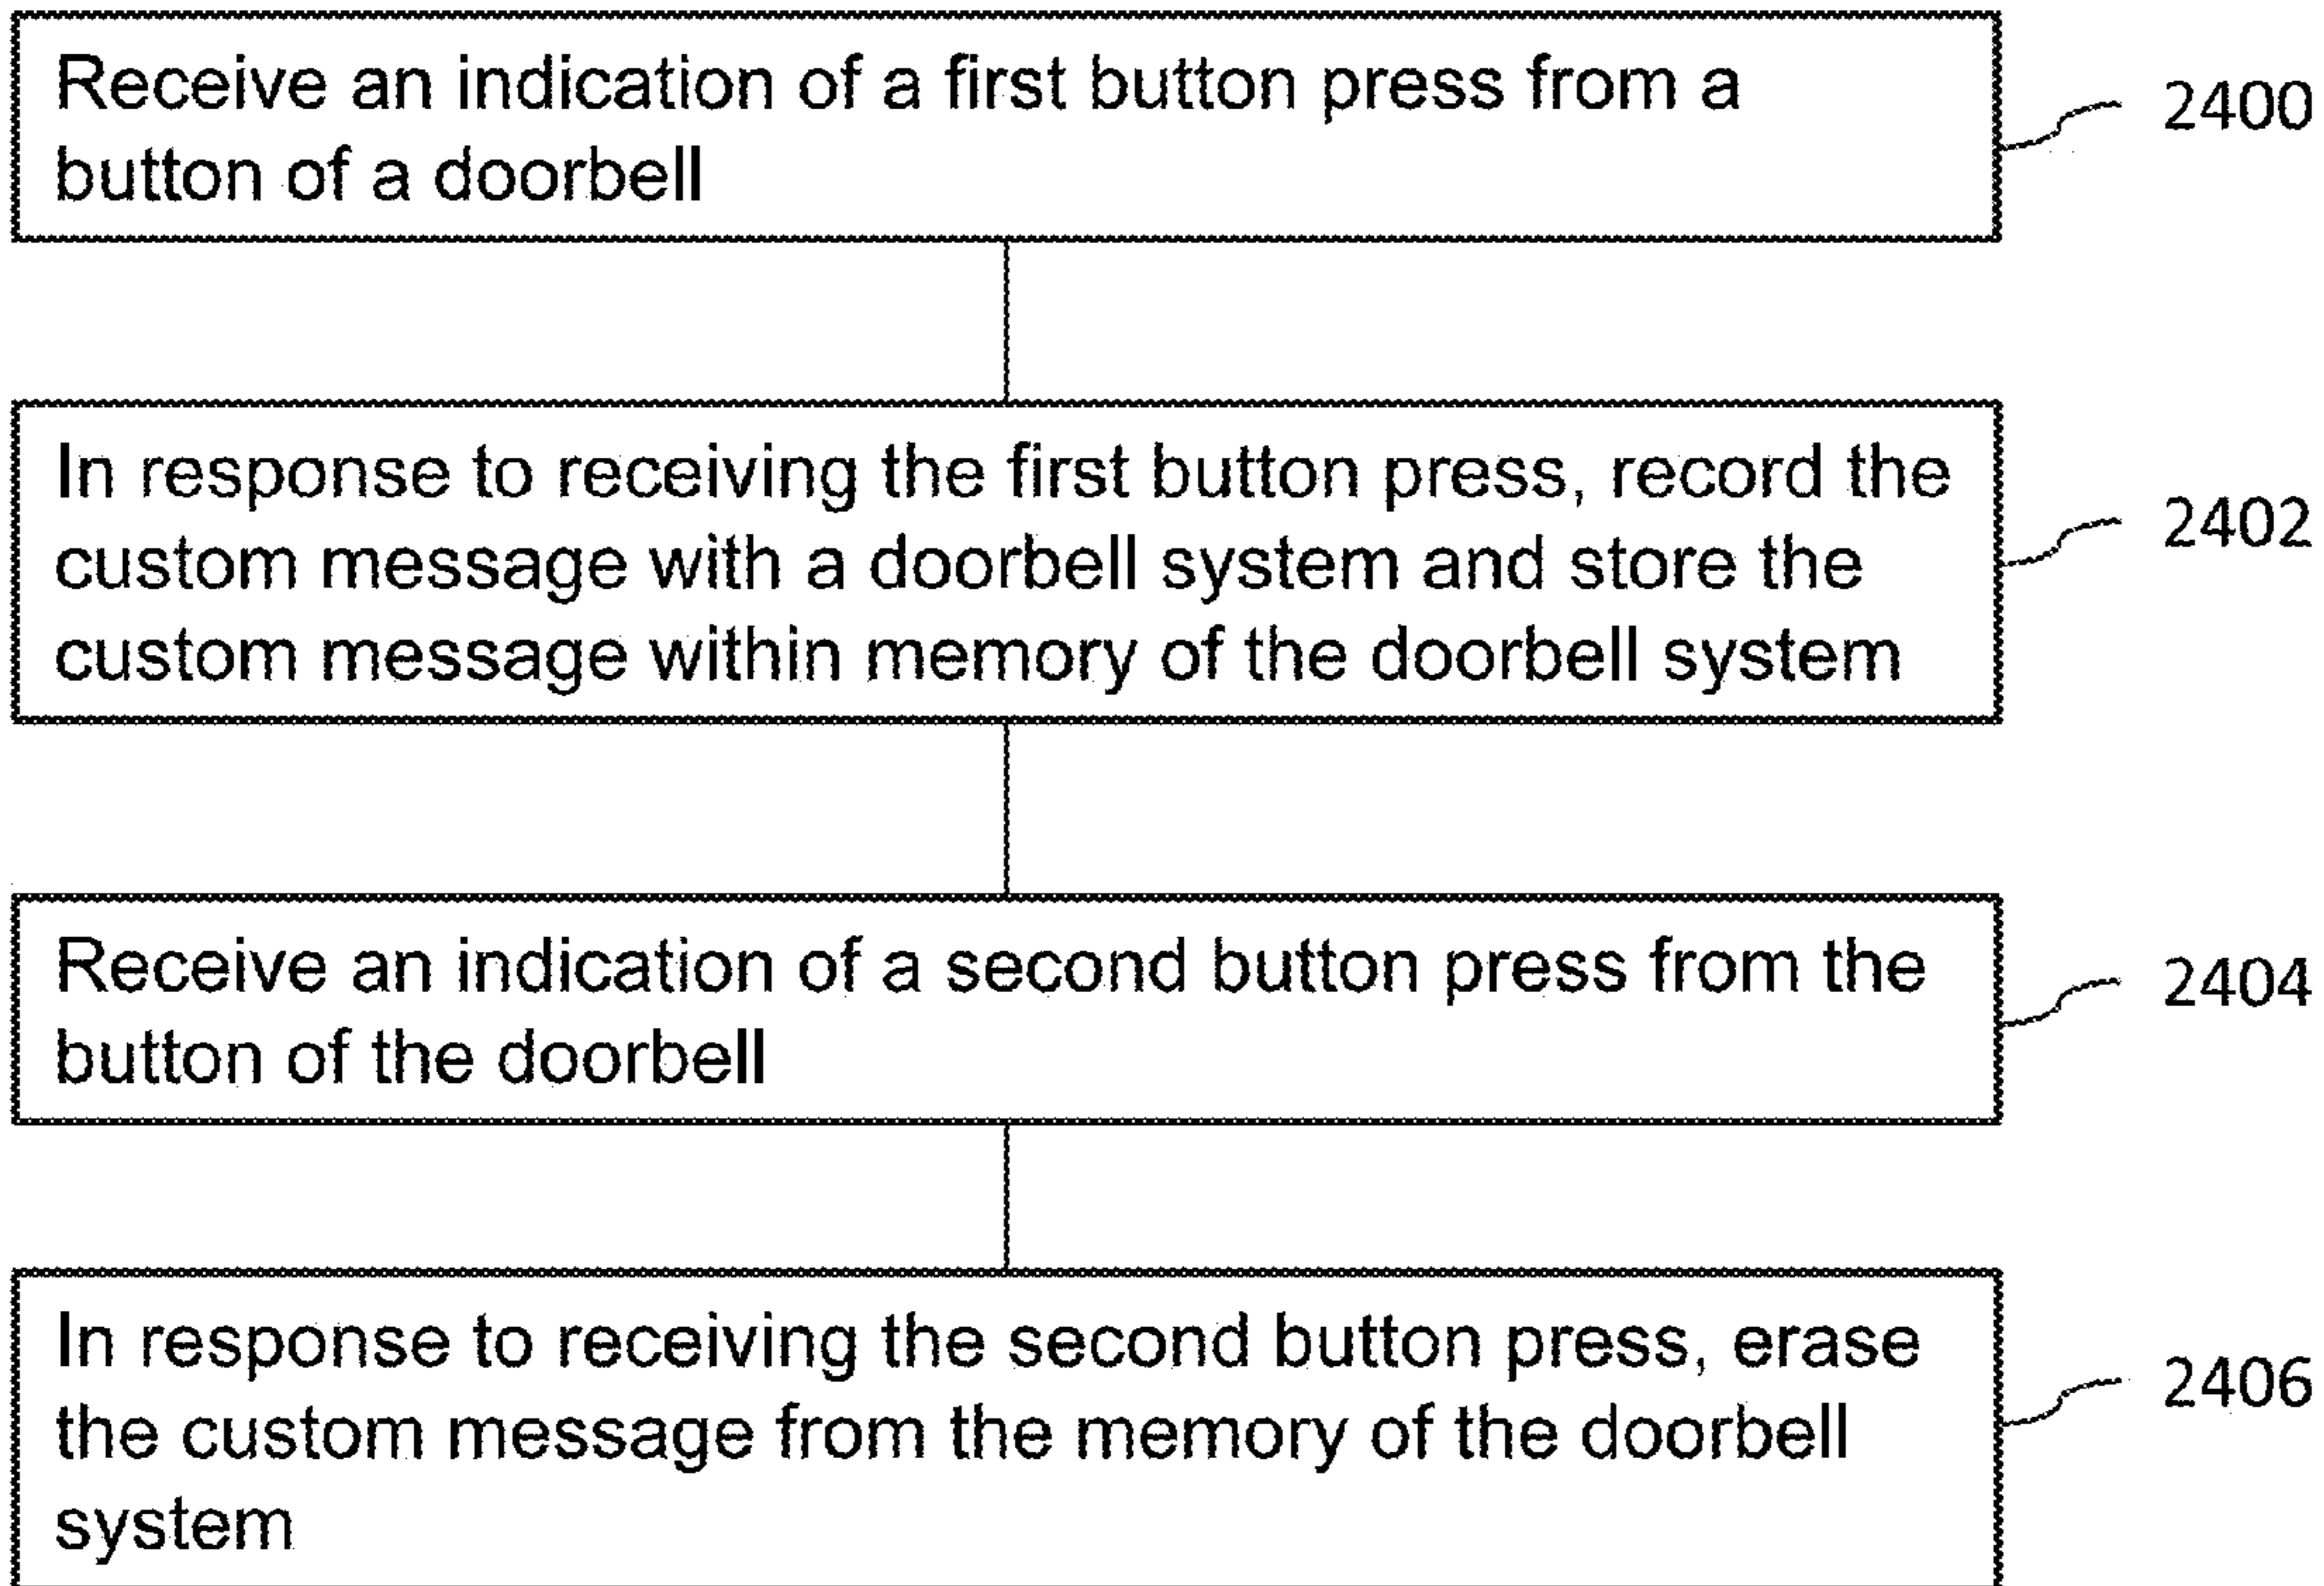 Receive an indication of a first button press from a
button of a doorbell
2400
In response to receiving the first button press, record the
custom message with a doorbell system and store the
custom message within memory of the doorbell system
2402
Receive an indication of a second button press from the
button of the doorbell
2404
In response to receiving the second button press, erase
the custom message from the memory of the doorbell
system
2406